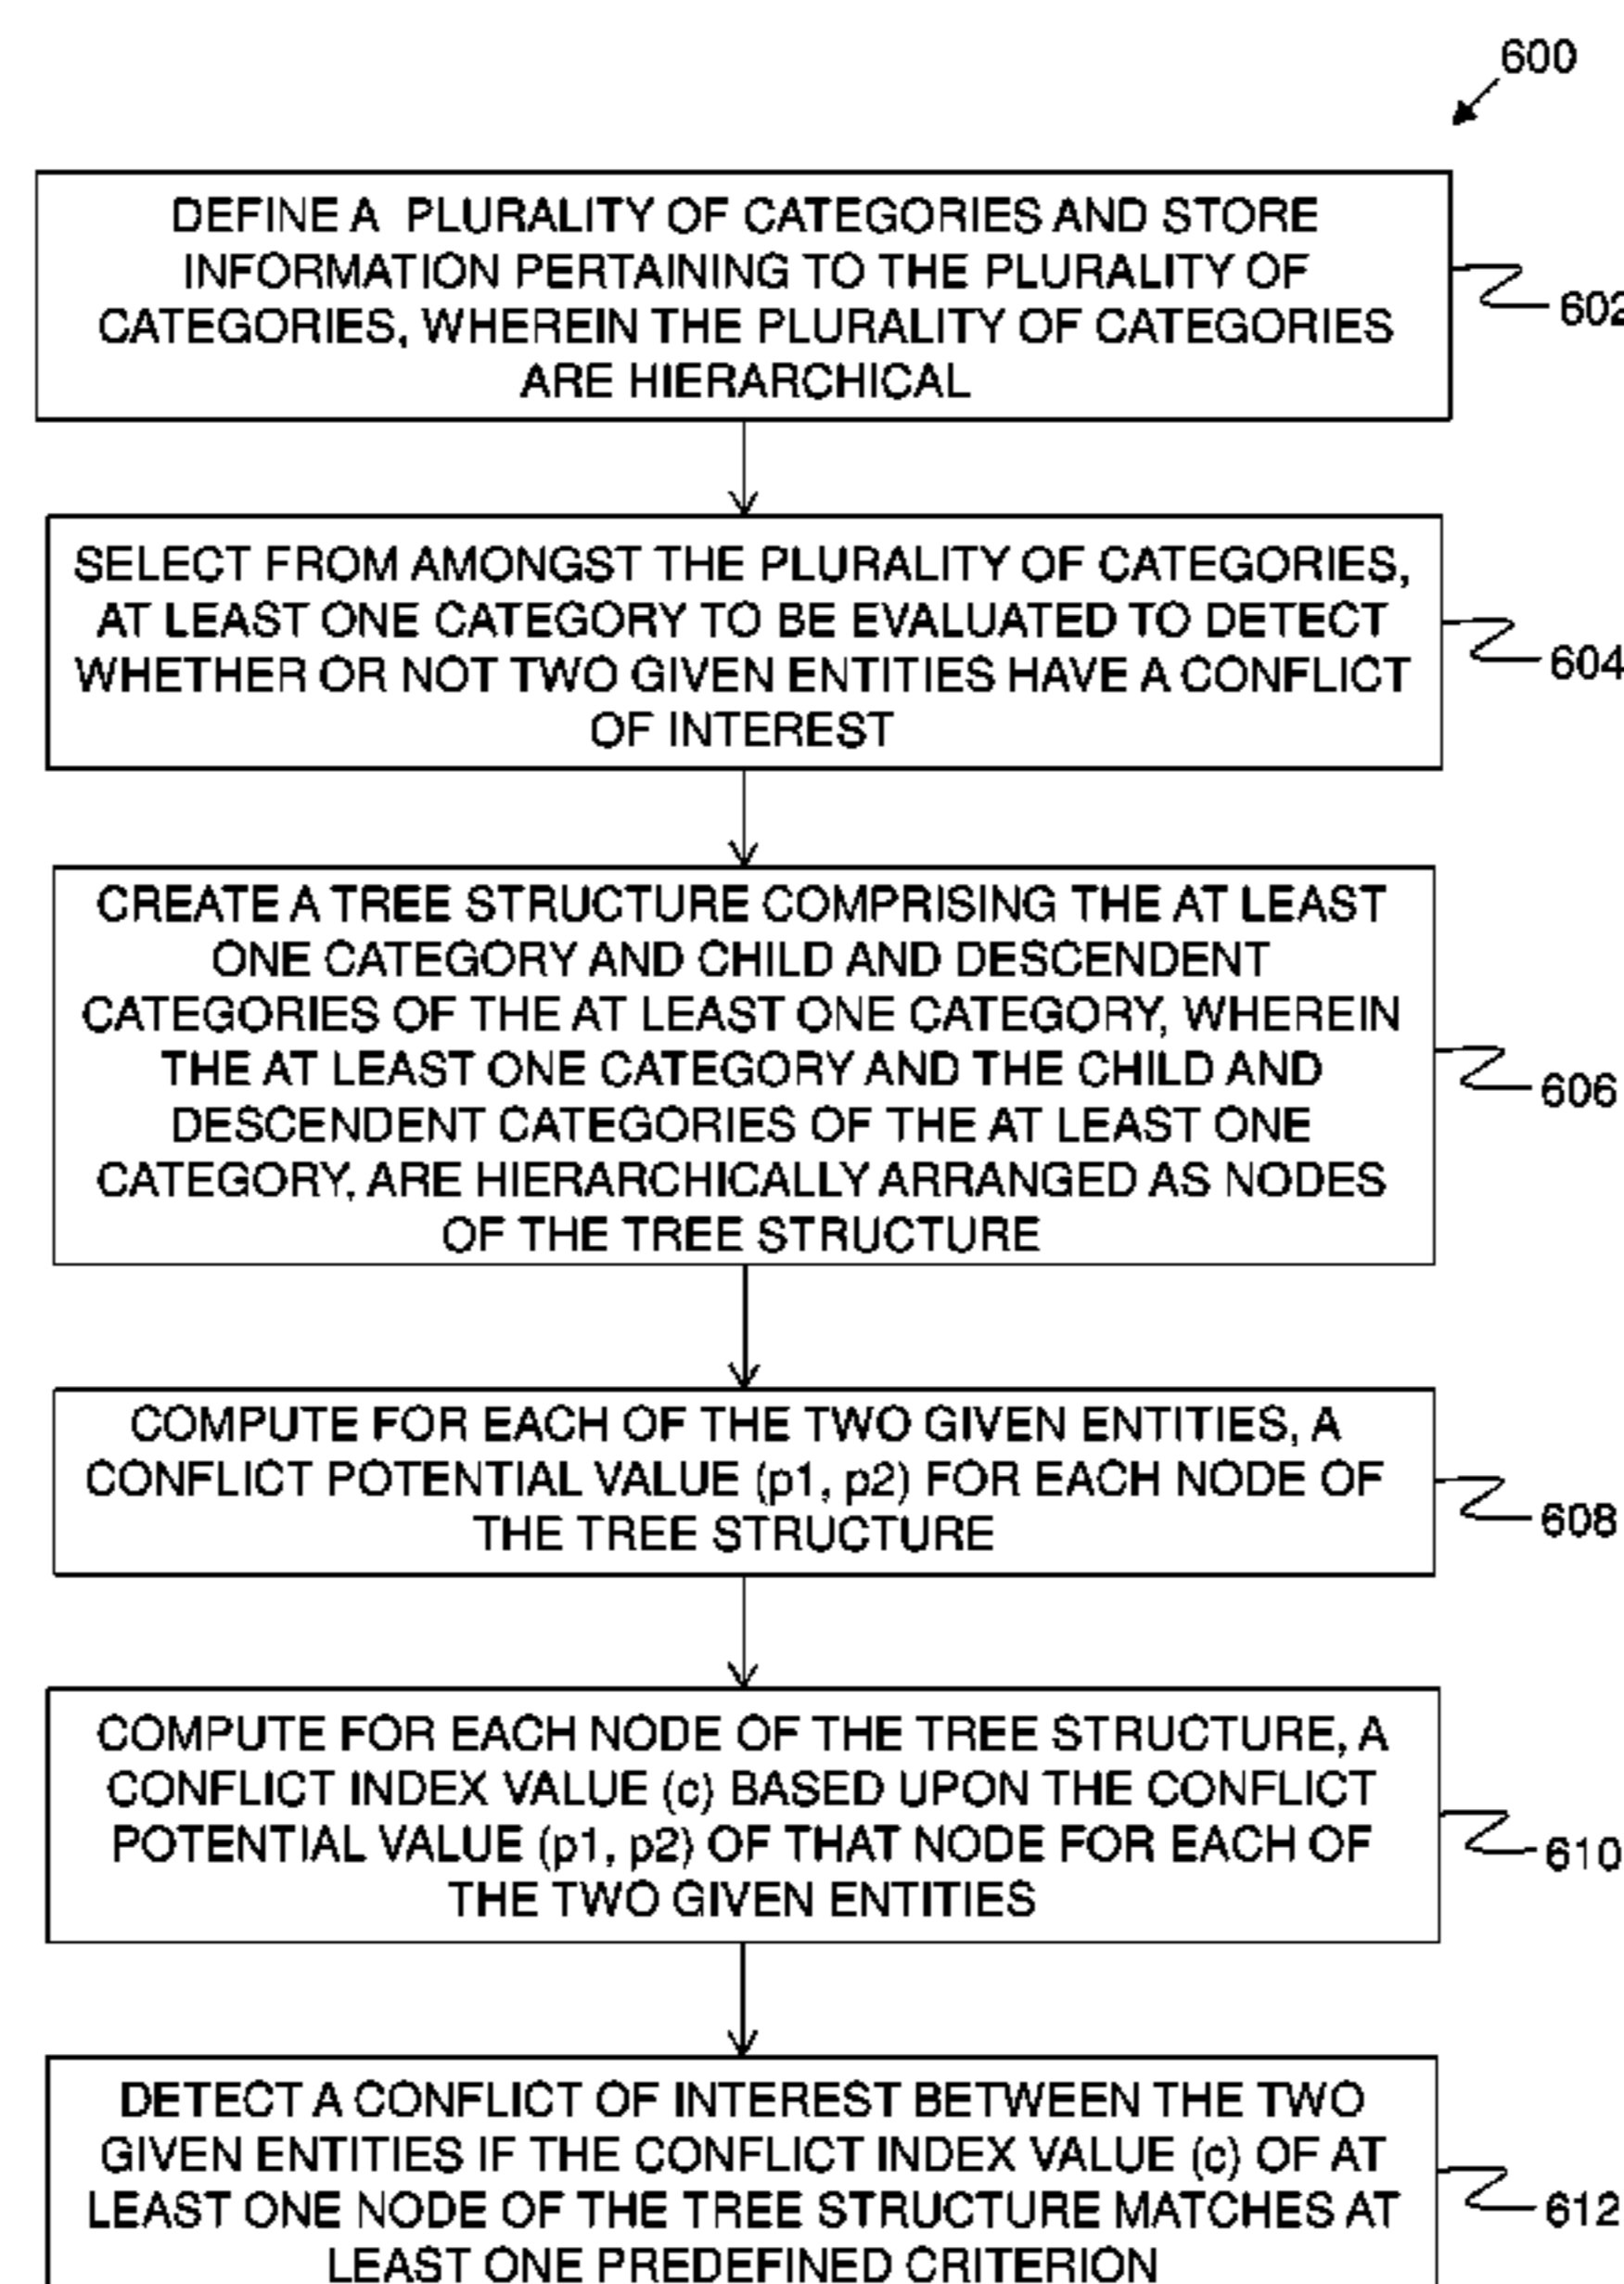 600
DEFINE A PLURALITY OF CATEGORIES AND STORE
INFORMATION PERTAINING TO THE PLURALITY OF
CATEGORIES, WHEREIN THE PLURALITY OF CATEGORIES
ARE HIERARCHICAL
602
SELECT FROM AMONGST THE PLURALITY OF CATEGORIES,
AT LEAST ONE CATEGORY TO BE EVALUATED TO DETECT
WHETHER OR NOT TWO GIVEN ENTITIES HAVE A CONFLICT
OF INTEREST
604
CREATE A TREE STRUCTURE COMPRISING THE AT LEAST
ONE CATEGORY AND CHILD AND DESCENDENT
CATEGORIES OF THE AT LEAST ONE CATEGORY, WHEREIN
THE AT LEAST ONE CATEGORY AND THE CHILD AND
DESCENDENT CATEGORIES OF THE AT LEAST ONE
CATEGORY, ARE HIERARCHICALLY ARRANGED AS NODES
OF THE TREE STRUCTURE
606
COMPUTE FOR EACH OF THE TWO GIVEN ENTITIES, A
CONFLICT POTENTIAL VALUE (p1, p2) FOR EACH NODE OF
THE TREE STRUCTURE
608
COMPUTE FOR EACH NODE OF THE TREE STRUCTURE, A
CONFLICT INDEX VALUE (c) BASED UPON THE CONFLICT
POTENTIAL VALUE (p1, p2) OF THAT NODE FOR EACH OF
THE TWO GIVEN ENTITIES
610
DETECT A CONFLICT OF INTEREST BETWEEN THE TWO
GIVEN ENTITIES IF THE CONFLICT INDEX VALUE (c) OF AT
LEAST ONE NODE OF THE TREE STRUCTURE MATCHES AT
LEAST ONE PREDEFINED CRITERION
612